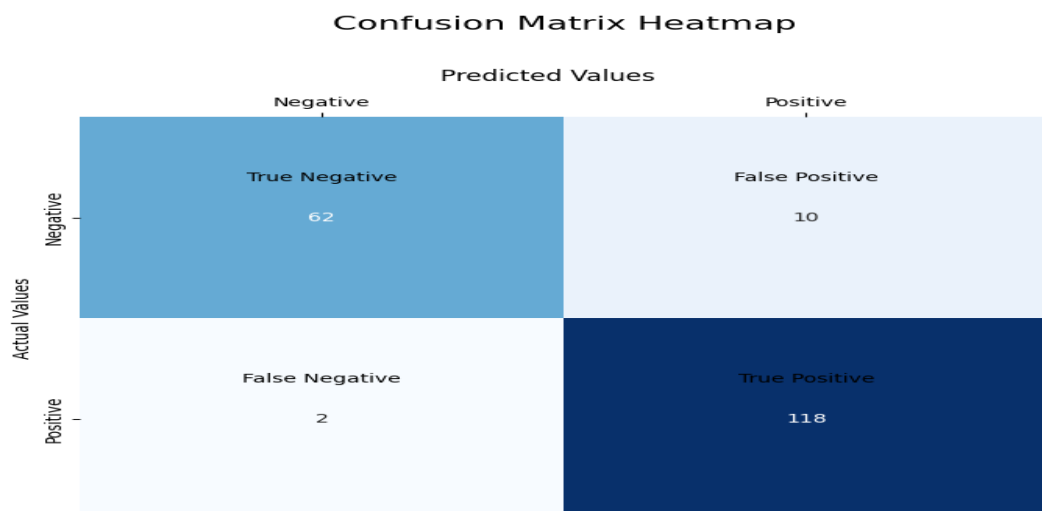 Confusion Matrix Heatmap
Predicted Values
Negative Positive
True Negative False Positive
Negative
62 10
Actual Values
False Negative True Positive
Positive
2 118